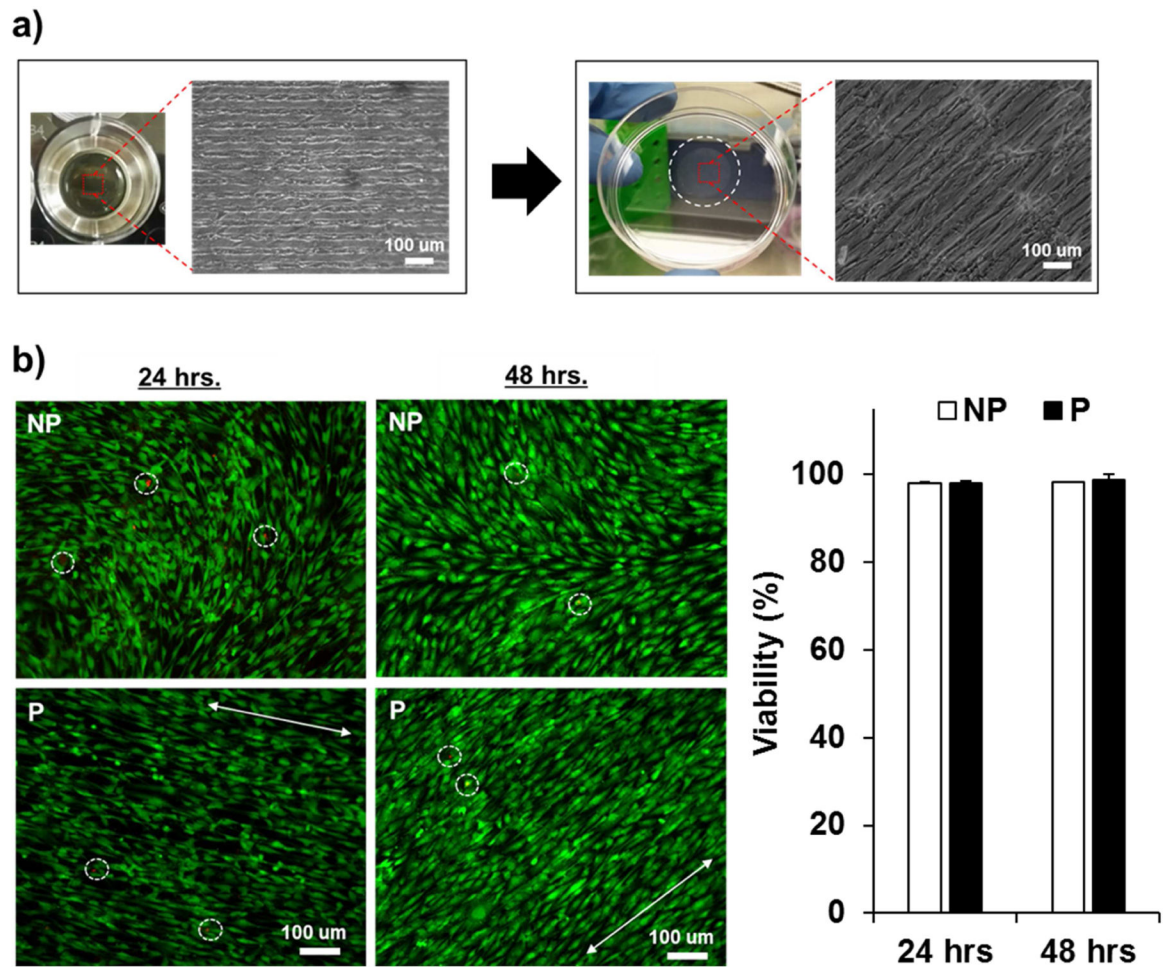 a)
100 um
100 um
b)
24 hrs.
48 hrs.
NP
NP
P
100 um
P
100 um
NP
P
Viability (%)
100
80
60
40
20
0
24 hrs
48 hrs